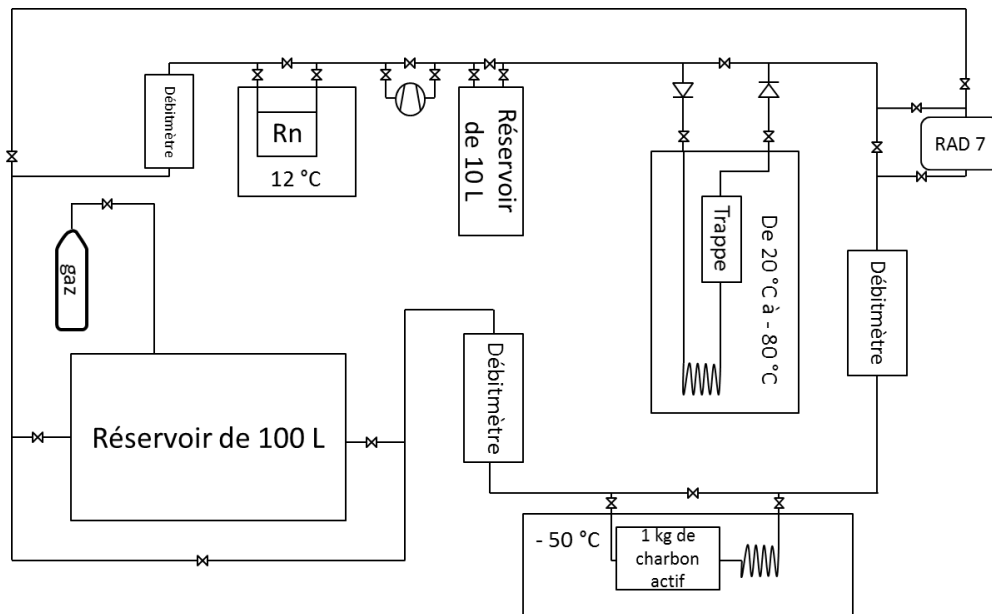 Débitmètre
Rn
12 °C
Réservoir
de 10 L
Trappe
De 20 °C à - 80 °C
RAD 7
gaz
Débitmètre
Débitmètre
Réservoir de 100 L
- 50 °C
1 kg de
charbon
actif